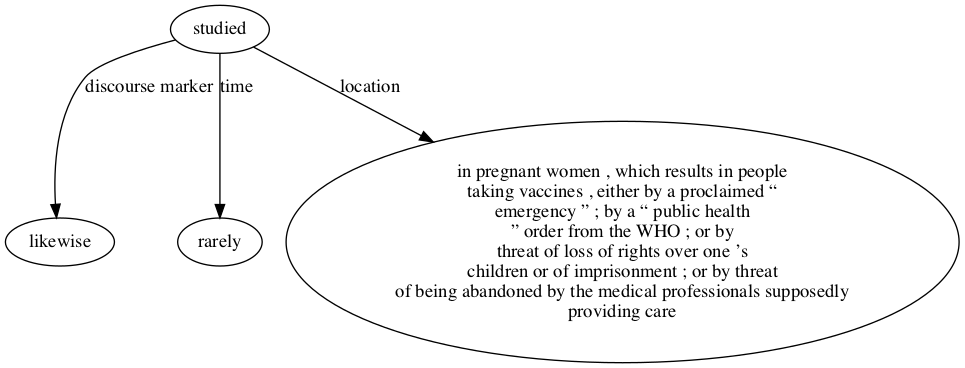 studied
discourse marker
time
location
likewise
rarely
in pregnant women , which results in people
taking vaccines , either by a proclaimed “
emergency ” ; by a “ public health
” order from the WHO ; or by
threat of loss of rights over one ’s
children or of imprisonment ; or by threat
of being abandoned by the medical professionals supposedly
providing care